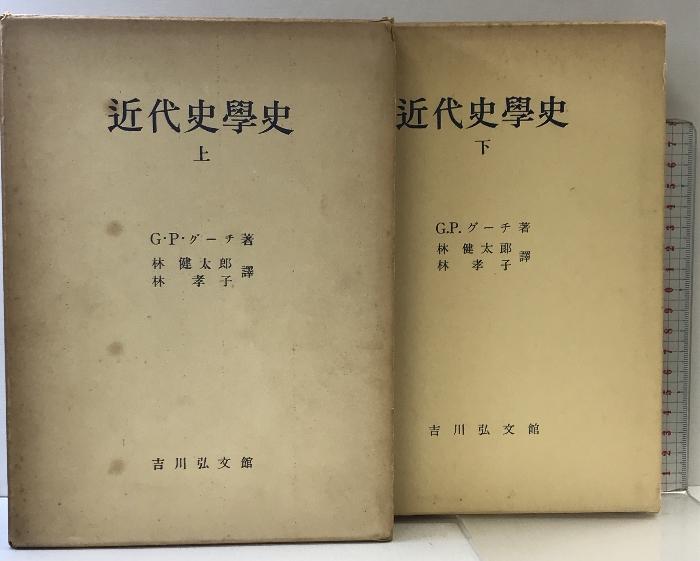 近代史學史
上
G·P·グーチ著
林健太郎
林孝子 譯
吉川弘文館
近代史學史
下
G.P.グーチ著
林健太郎
林孝子 譯
吉川弘文館